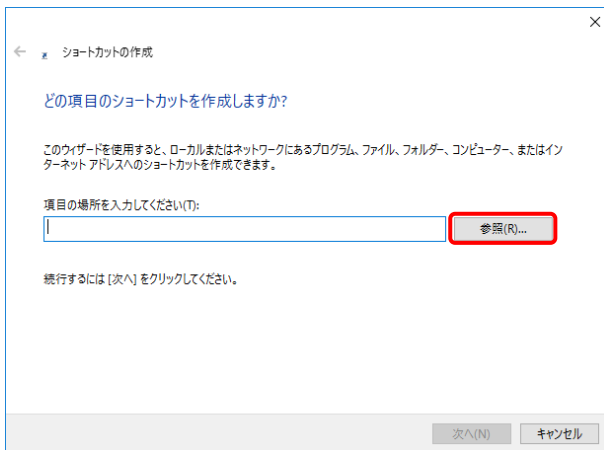 ショートカットの作成
どの項目のショートカットを作成しますか?
このウィザードを使用すると、ローカルまたはネットワークにあるプログラム、ファイル、フォルダー、コンピューター、またはイン
ターネット アドレスへのショートカットを作成できます。
項目の場所を入力してください(T):
参照(R)...
続行するには [次へ] をクリックしてください。
次へ(N) キャンセル